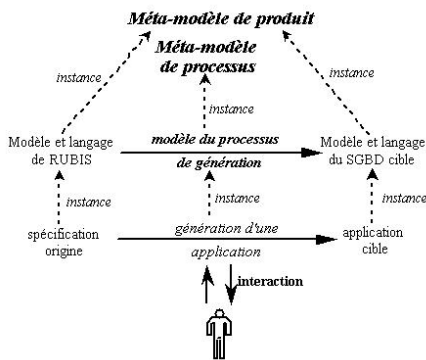 Méta-modèle de produit
Méta-modèle
de processus
instance
instance
instance
Modèle et langage
de RUBIS
modèle du processus
de génération
Modèle et langage
du SGBD cible
instance
instance
instance
spécification
origine
génération d'une
application
application
cible
interaction